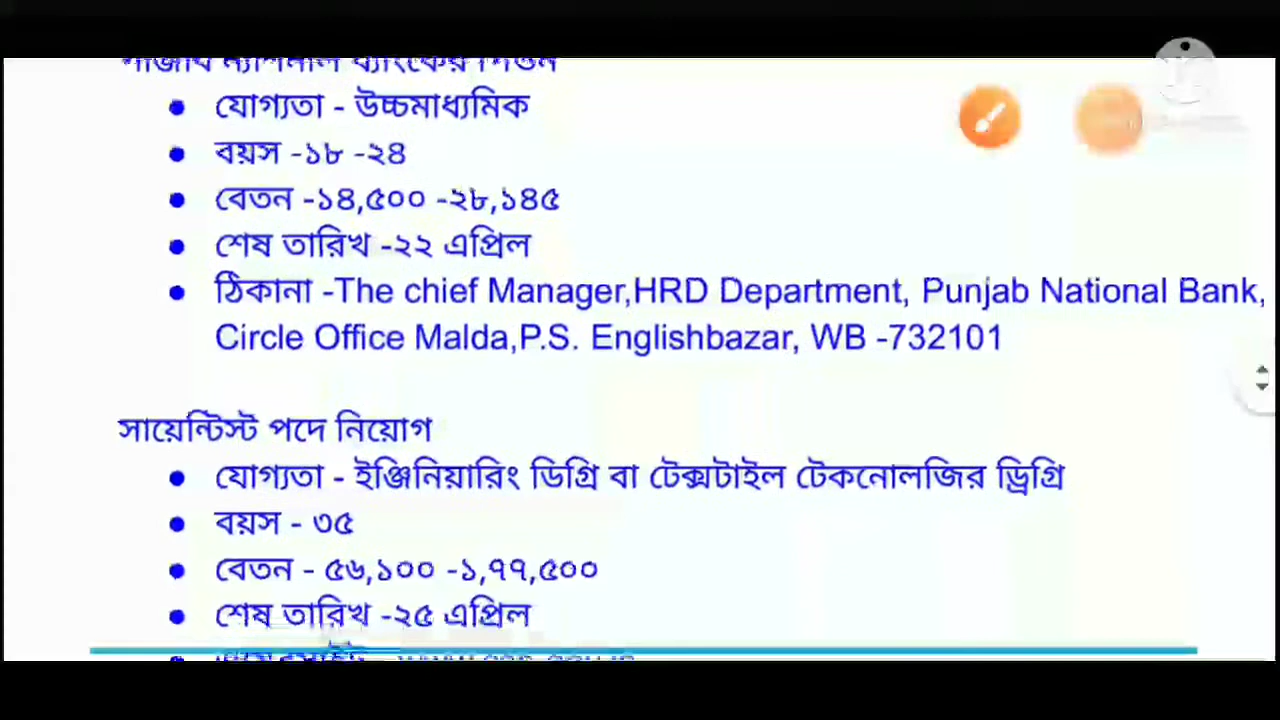 পাঞ্জাব ন্যাশনাল ব্যাংকের পিওন
যোগ্যতা - উচ্চমাধ্যমিক
বয়স -১৮ -২৪
বেতন -১৪,৫০০ -২৮,১৪৫
শেষ তারিখ -২২ এপ্রিল
ঠিকানা -The chief Manager,HRD Department, Punjab National Bank,
Circle Office Malda,P.S. Englishbazar, WB -732101
সায়েন্টিস্ট পদে নিয়োগ
যোগ্যতা - ইঞ্জিনিয়ারিং ডিগ্রি বা টেক্সটাইল টেকনোলজির ড্রিগ্রি
বয়স - ৩৫
বেতন - ৫৬,১০০ -১,৭৭,৫০০
শেষ তারিখ -২৫ এপ্রিল